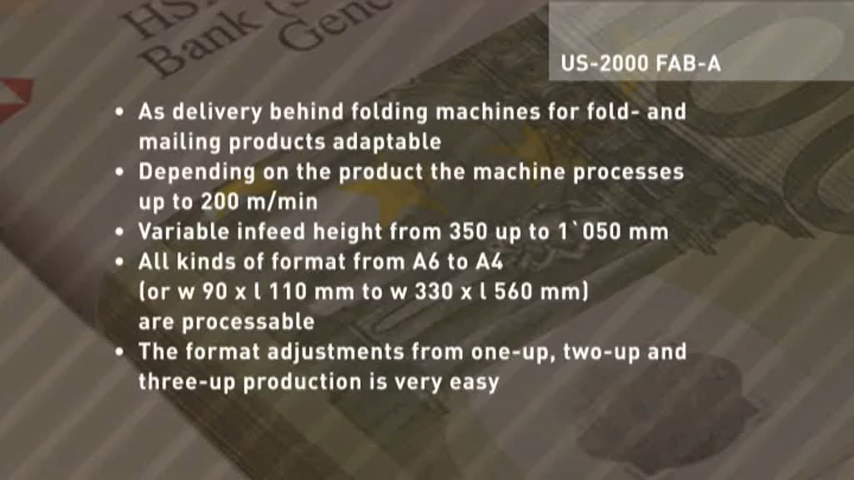 HS
Bank (
Gene
US-2000 FAB-A
• As delivery behind folding machines for fold- and
mailing products adaptable
• Depending on the product the machine processes
up to 200 m/min
• Variable infeed height from 350 up to 1`050 mm
• All kinds of format from A6 to A4
(or w 90 x l 110 mm to w 330 x l 560 mm)
are processable
• The format adjustments from one-up, two-up and
three-up production is very easy